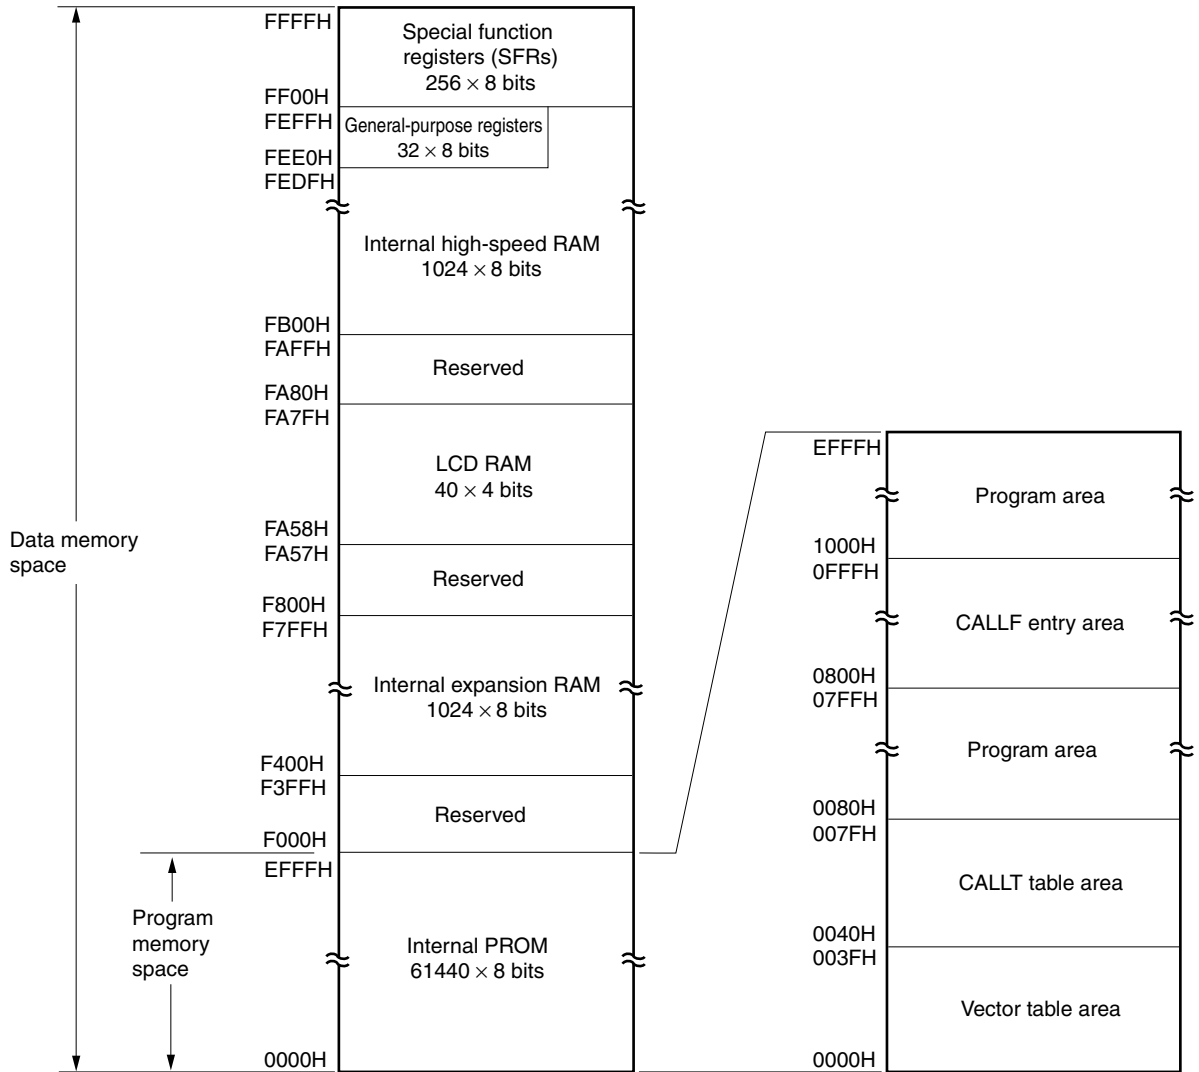 FFFFH
Special function
registers (SFRs)
256 × 8 bits
FF00H
FEFFH
General-purpose registers
32 × 8 bits
FEE0H
FEDFH
Internal high-speed RAM
1024 × 8 bits
FB00H
FAFFH
Reserved
FA80H
FA7FH
LCD RAM
40 × 4 bits
FA58H
FA57H
Reserved
F800H
F7FFH
Internal expansion RAM
1024 × 8 bits
F400H
F3FFH
Reserved
F000H
EFFFH
Internal PROM
61440 × 8 bits
0000H
Data memory
space
Program
memory
space
EFFFH
Program area
1000H
0FFFH
CALLF entry area
0800H
07FFH
Program area
0080H
007FH
CALLT table area
0040H
003FH
Vector table area
0000H